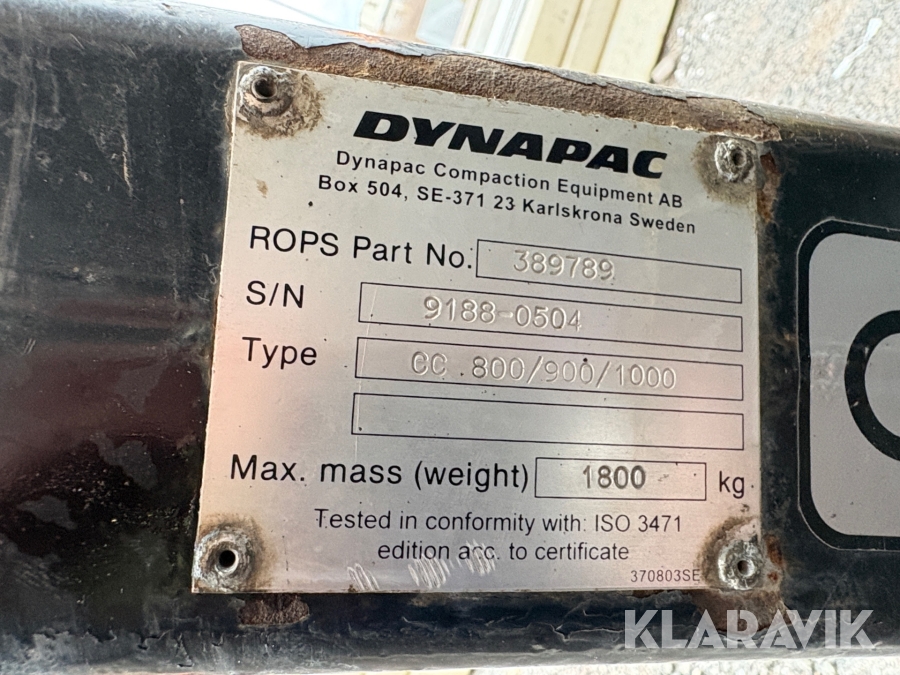 DYNAPAC
Dynapac Compaction Equipment AB
Box 504, SE-371 23 Karlskrona Sweden
ROPS Part No. 389789
S/N 9188-0504
Type CC 800/900/1000
Max. mass (weight) 1800 kg
Tested in conformity with: ISO 3471
edition acc. to certificate
370803SE
KLARAVIK